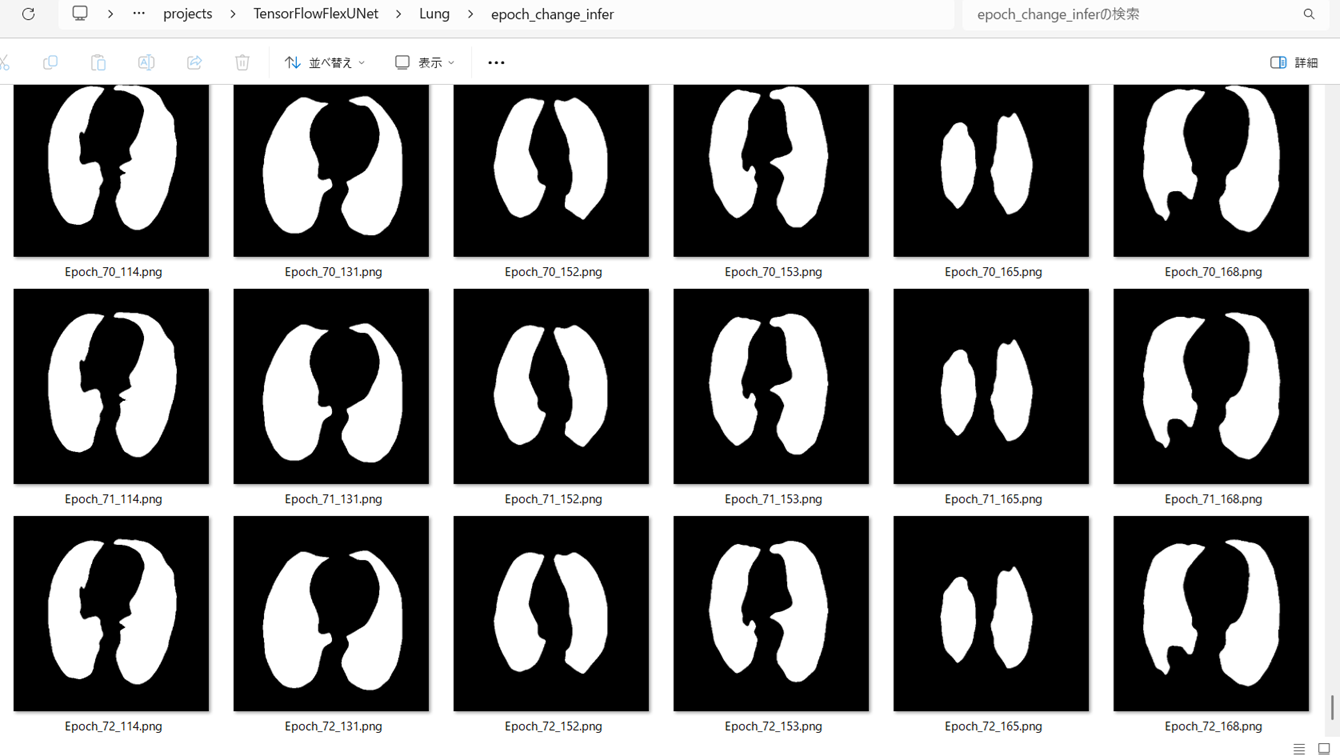 projects TensorFlowFlexUNet Lung epoch_change_infer epoch_change_inferの検索
並べ替え 表示 詳細
Epoch_70_114.png Epoch_70_131.png Epoch_70_152.png Epoch_70_153.png Epoch_70_165.png Epoch_70_168.png
Epoch_71_114.png Epoch_71_131.png Epoch_71_152.png Epoch_71_153.png Epoch_71_165.png Epoch_71_168.png
Epoch_72_114.png Epoch_72_131.png Epoch_72_152.png Epoch_72_153.png Epoch_72_165.png Epoch_72_168.png